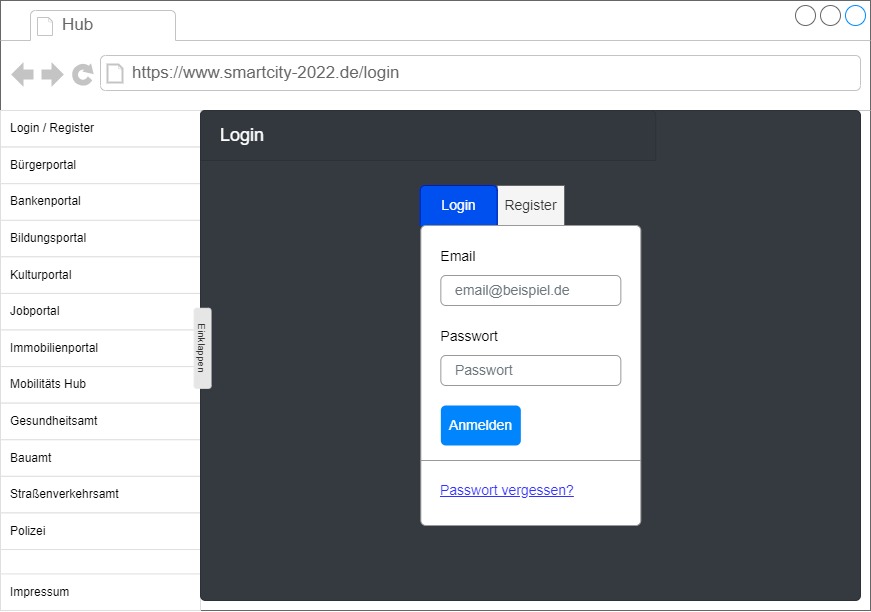 Hub
https://www.smartcity-2022.de/login
Login / Register
Bürgerportal
Bankenportal
Bildungsportal
Kulturportal
Jobportal
Immobilienportal
Mobilitäts Hub
Gesundheitsamt
Bauamt
Straßenverkehrsamt
Polizei
Impressum
Einklappen
Login
Login Register
Email
email@beispiel.de
Passwort
Passwort
Anmelden
Passwort vergessen?